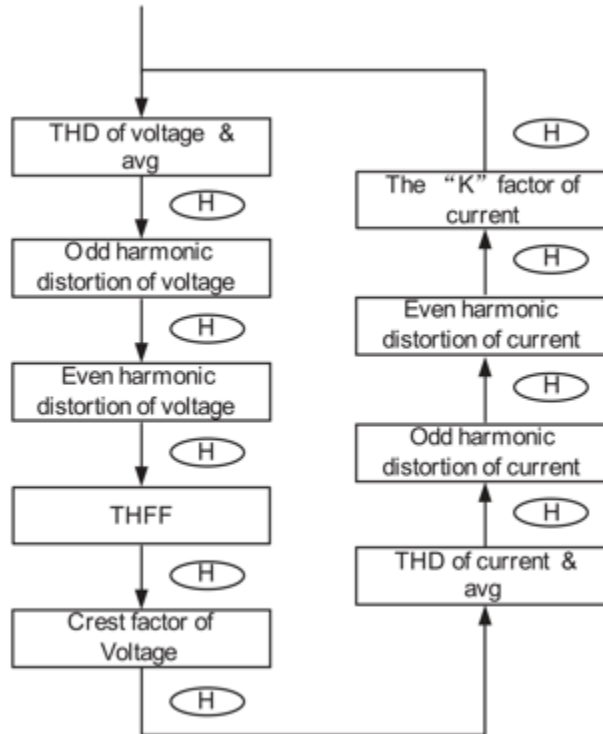 THD of voltage &
avg
H
Odd harmonic
distortion of voltage
H
Even harmonic
distortion of voltage
H
THFF
H
Crest factor of
Voltage
H
H
The “K” factor of
current
H
Even harmonic
distortion of current
H
Odd harmonic
distortion of current
H
THD of current &
avg